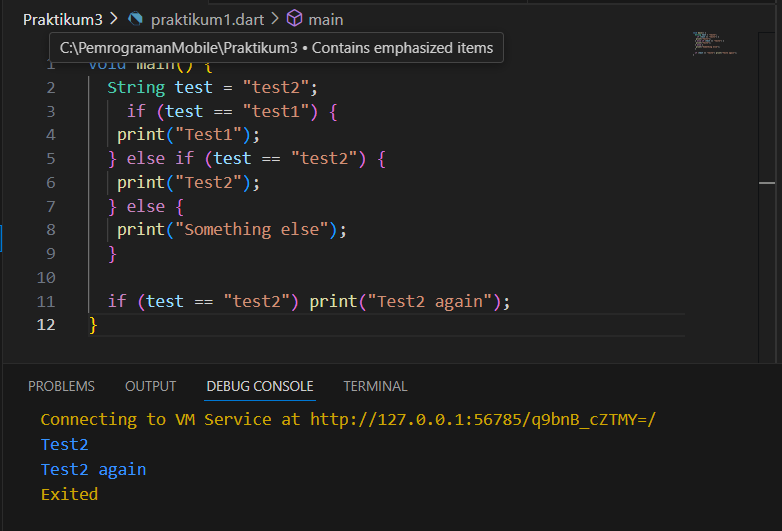 Praktikum3 > praktikum1.dart > main
C:\PemrogramanMobile\Praktikum3 • Contains emphasized items
1 void main() {
2 String test = "test2";
3 if (test == "test1") {
4 print("Test1");
5 } else if (test == "test2") {
6 print("Test2");
7 } else {
8 print("Something else");
9 }
10
11 if (test == "test2") print("Test2 again");
12 }
PROBLEMS OUTPUT DEBUG CONSOLE TERMINAL
Connecting to VM Service at http://127.0.0.1:56785/q9bnB_cZTMY=/
Test2
Test2 again
Exited